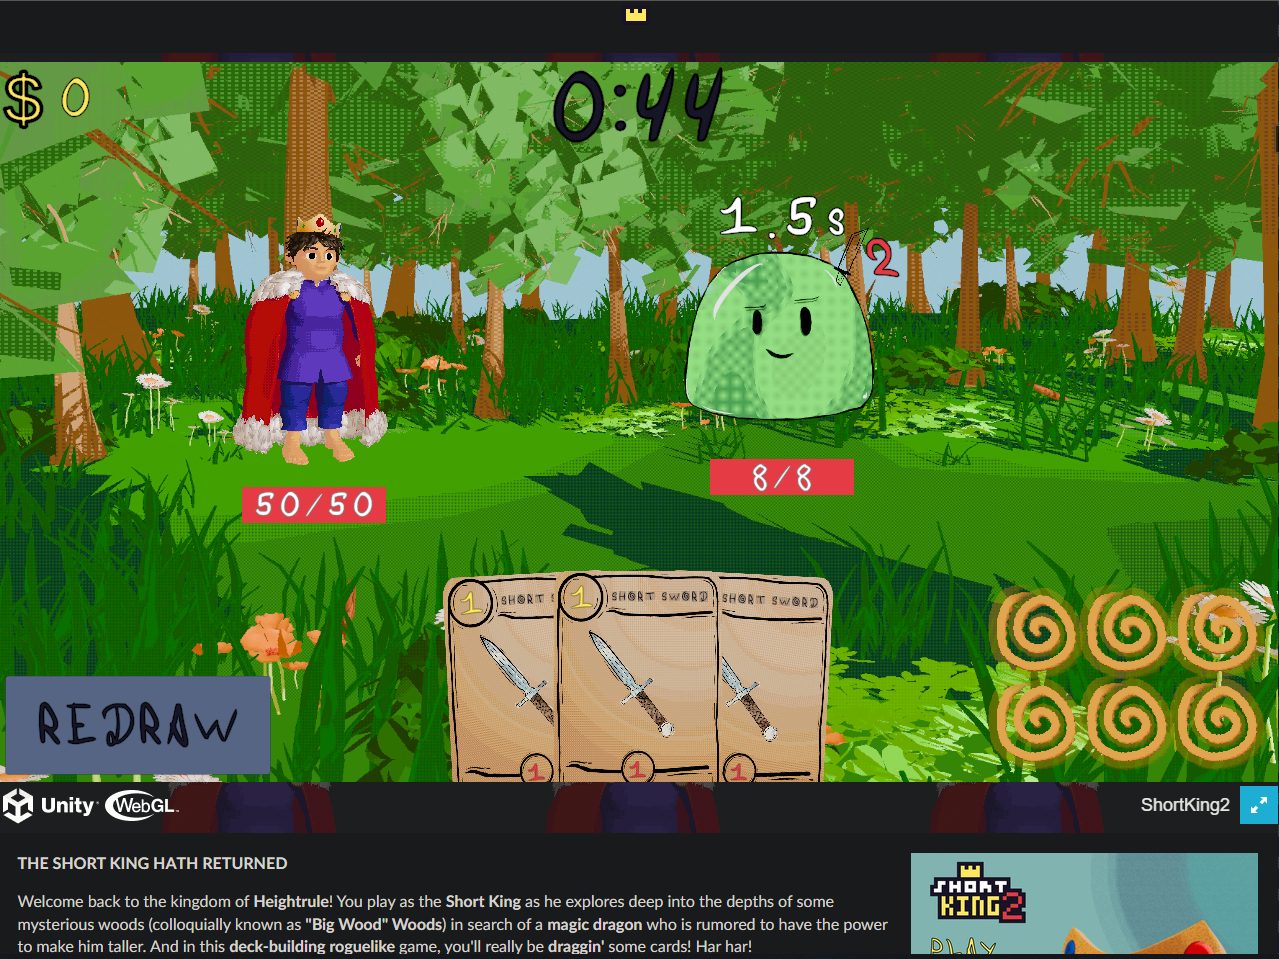 $ 0
0:44
1.5s
2
50/50
8/8
1 SHORT S
1 SHORT SWORD
SHORT SWORD
1
1
1
REDRAW
Unity WebGL
ShortKing2
THE SHORT KING HATH RETURNED
Welcome back to the kingdom of Heightrule! You play as the Short King as he explores deep into the depths of some
mysterious woods (colloquially known as "Big Wood" Woods) in search of a magic dragon who is rumored to have the power
to make him taller. And in this deck-building roguelike game, you'll really be draggin' some cards! Har har!
SHORT
KING2
PLAY